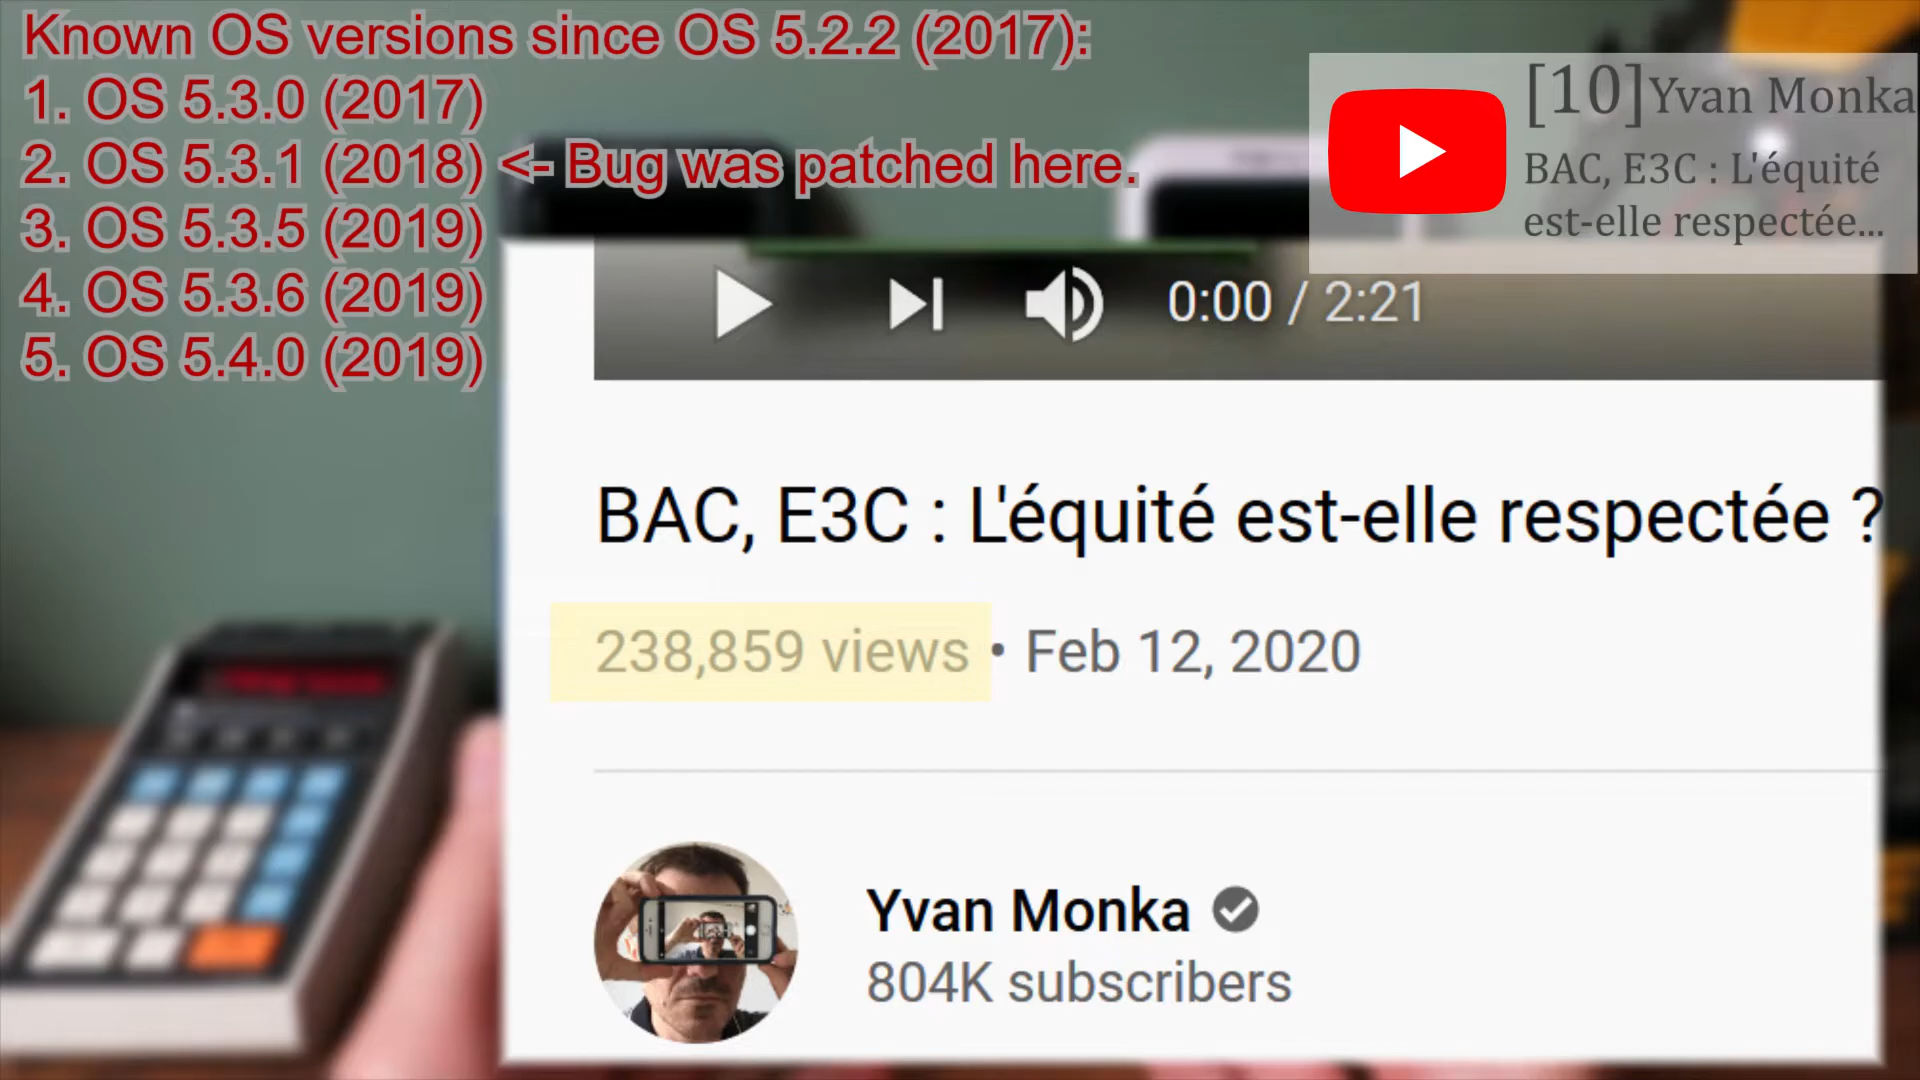 Known OS versions since OS 5.2.2 (2017):
1. OS 5.3.0 (2017)
2. OS 5.3.1 (2018) <- Bug was patched here.
3. OS 5.3.5 (2019)
4. OS 5.3.6 (2019)
5. OS 5.4.0 (2019)
[10] Yvan Monka
BAC, E3C : L'équité
est-elle respectée...
0:00 / 2:21
BAC, E3C : L'équité est-elle respectée ?
238,859 views • Feb 12, 2020
Yvan Monka
804K subscribers